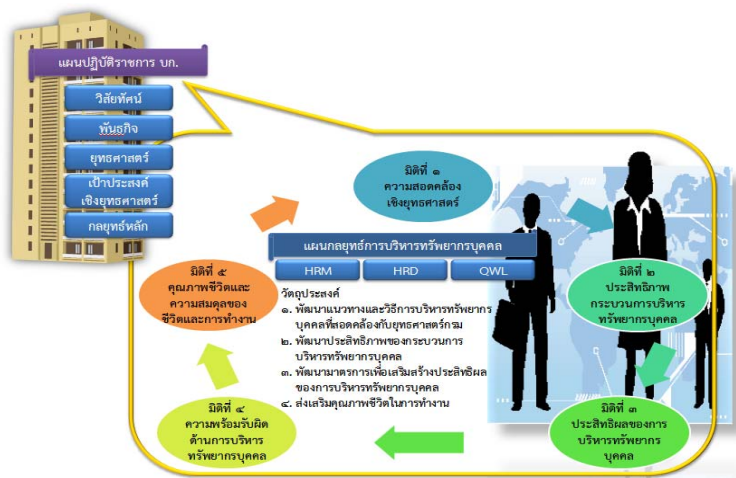 แผนปฏิบัติราชการ บก.
วิสัยทัศน์
พันธกิจ
ยุทธศาสตร์
เป้าประสงค์
เชิงยุทธศาสตร์
กลยุทธ์หลัก
มิติที่ ๑
ความสอดคล้อง
เชิงยุทธศาสตร์
แผนกลยุทธ์การบริหารทรัพยากรบุคคล
HRM
HRD
QWL
วัตถุประสงค์
๑. พัฒนาแนวทางและวิธีการบริหารทรัพยากร
บุคคลที่สอดคล้องกับยุทธศาสตร์กรม
๒. พัฒนาประสิทธิภาพของกระบวนการ
บริหารทรัพยากรบุคคล
๓. พัฒนามาตรการเพื่อเสริมสร้างประสิทธิผล
ของการบริหารทรัพยากรบุคคล
๔. ส่งเสริมคุณภาพชีวิตในการทำงาน
มิติที่ ๒
ประสิทธิภาพ
กระบวนการบริหาร
ทรัพยากรบุคคล
มิติที่ ๓
ประสิทธิผลของการ
บริหารทรัพยากร
บุคคล
มิติที่ ๔
ความพร้อมรับผิด
ด้านการบริหาร
ทรัพยากรบุคคล
มิติที่ ๕
คุณภาพชีวิตและ
ความสมดุลของ
ชีวิตและการทำงาน